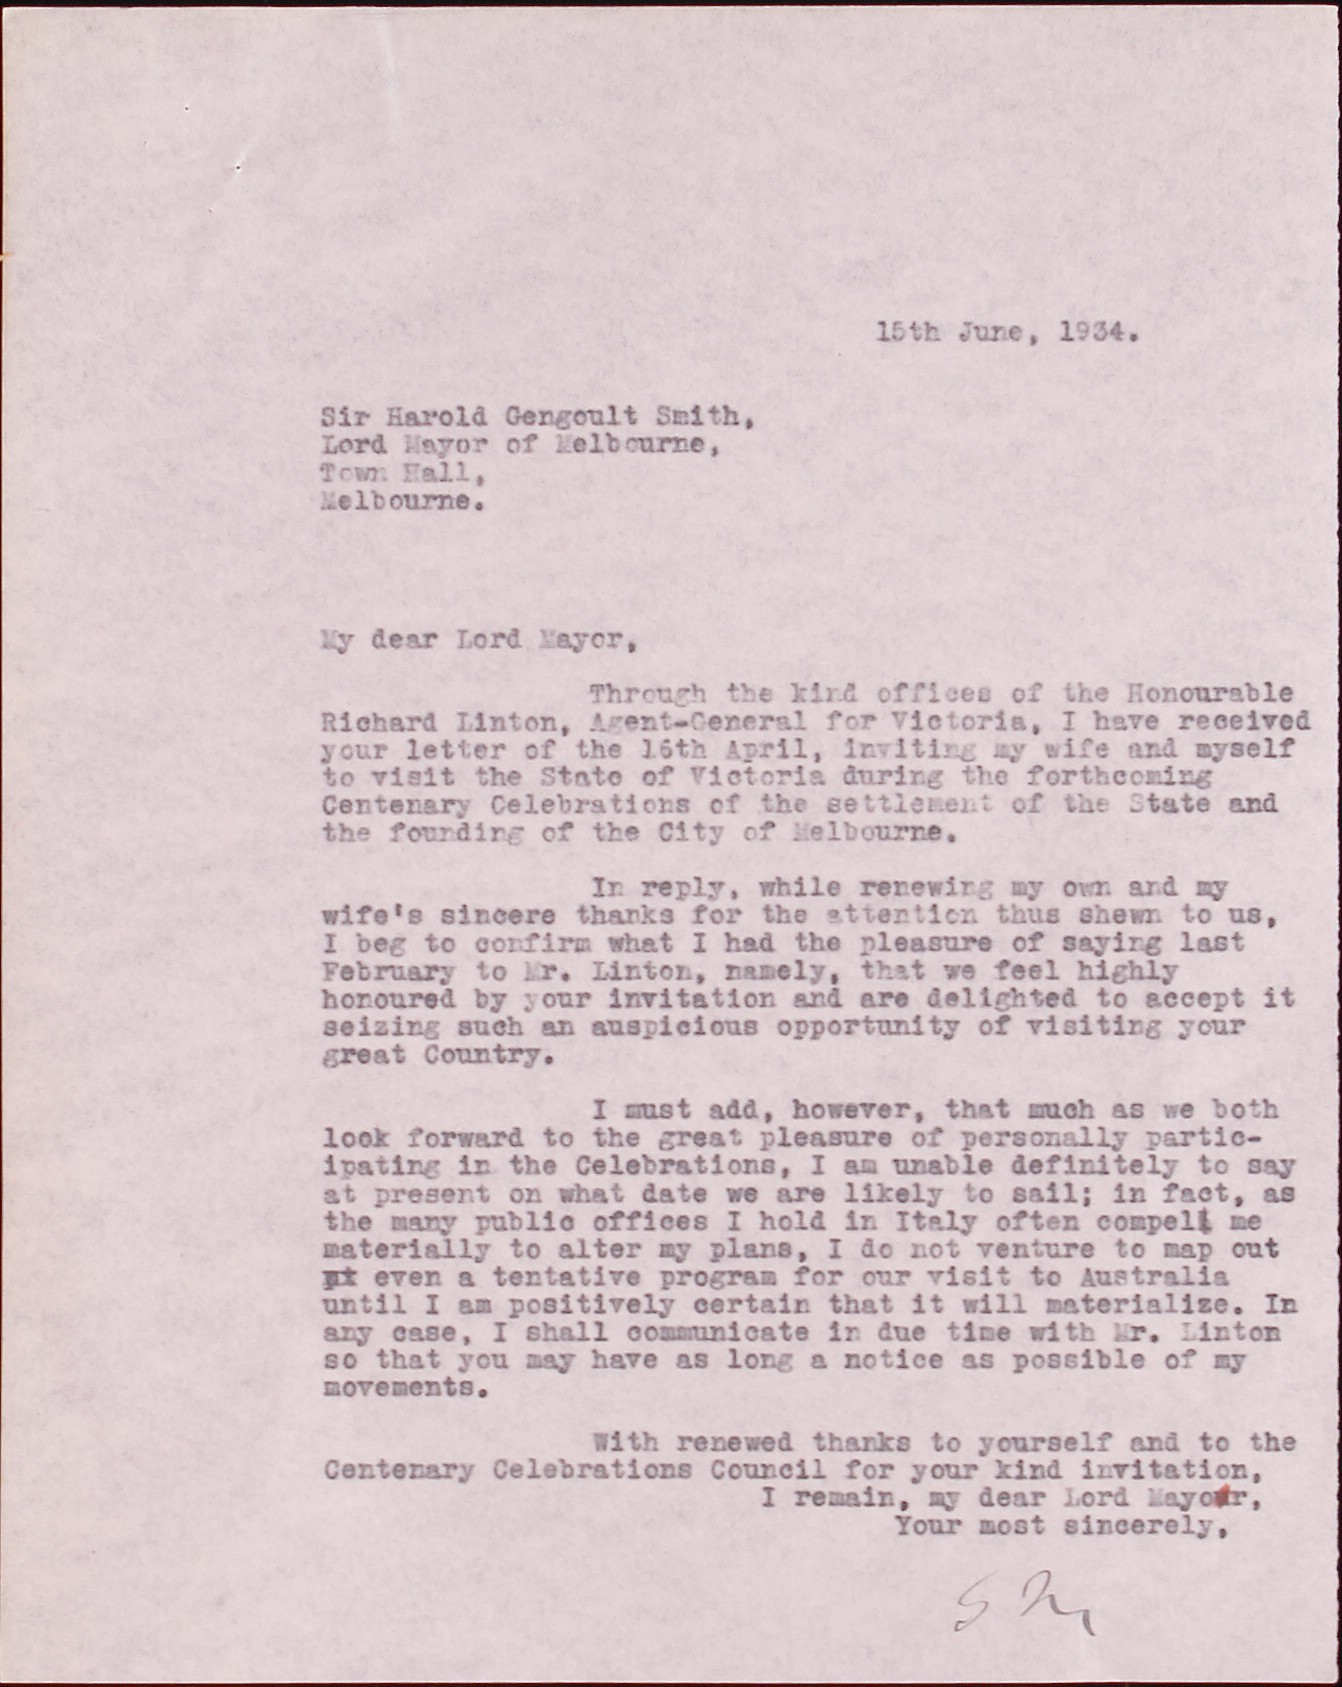 15th June, 1934.
Sir Harold Gengoult Smith,
Lord Mayor of Melbourne,
Town Hall,
Melbourne.
My dear Lord Mayor,
Through the kind offices of the Honourable
Richard Linton, Agent-General for Victoria, I have received
your letter of the 16th April, inviting my wife and myself
to visit the State of Victoria during the forthcoming
Centenary Celebrations of the settlement of the State and
the founding of the City of Melbourne.
In reply, while renewing my own and my
wife's sincere thanks for the attention thus shewn to us,
I beg to confirm what I had the pleasure of saying last
February to Mr. Linton, namely, that we feel highly
honoured by your invitation and are delighted to accept it
seizing such an auspicious opportunity of visiting your
great Country.
I must add, however, that much as we both
look forward to the great pleasure of personally partic-
ipating in the Celebrations, I am unable definitely to say
at present on what date we are likely to sail; in fact, as
the many public offices I hold in Italy often compel me
materially to alter my plans, I do not venture to map out
even a tentative program for our visit to Australia
until I am positively certain that it will materialize. In
any case, I shall communicate in due time with Mr. Linton
so that you may have as long a notice as possible of my
movements.
With renewed thanks to yourself and to the
Centenary Celebrations Council for your kind invitation,
I remain, my dear Lord Mayor,
Your most sincerely,